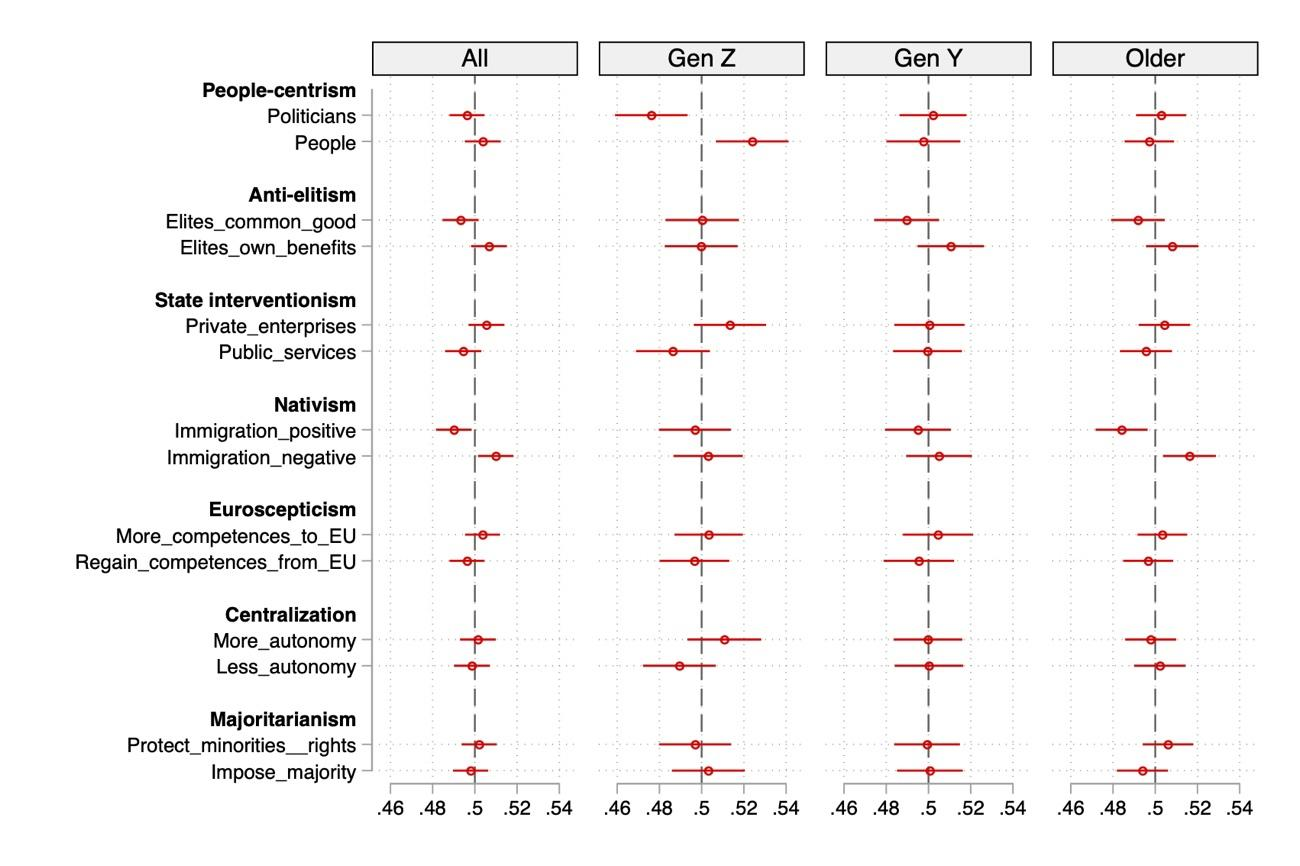 All Gen Z Gen Y Older
People-centrism
Politicians
People
Anti-elitism
Elites_common_good
Elites_own_benefits
State interventionism
Private_enterprises
Public_services
Nativism
Immigration_positive
Immigration_negative
Euroscepticism
More_competences_to_EU
Regain_competences_from_EU
Centralization
More_autonomy
Less_autonomy
Majoritarianism
Protect_minorities__rights
Impose_majority
.46 .48 .5 .52 .54 .46 .48 .5 .52 .54 .46 .48 .5 .52 .54 .46 .48 .5 .52 .54